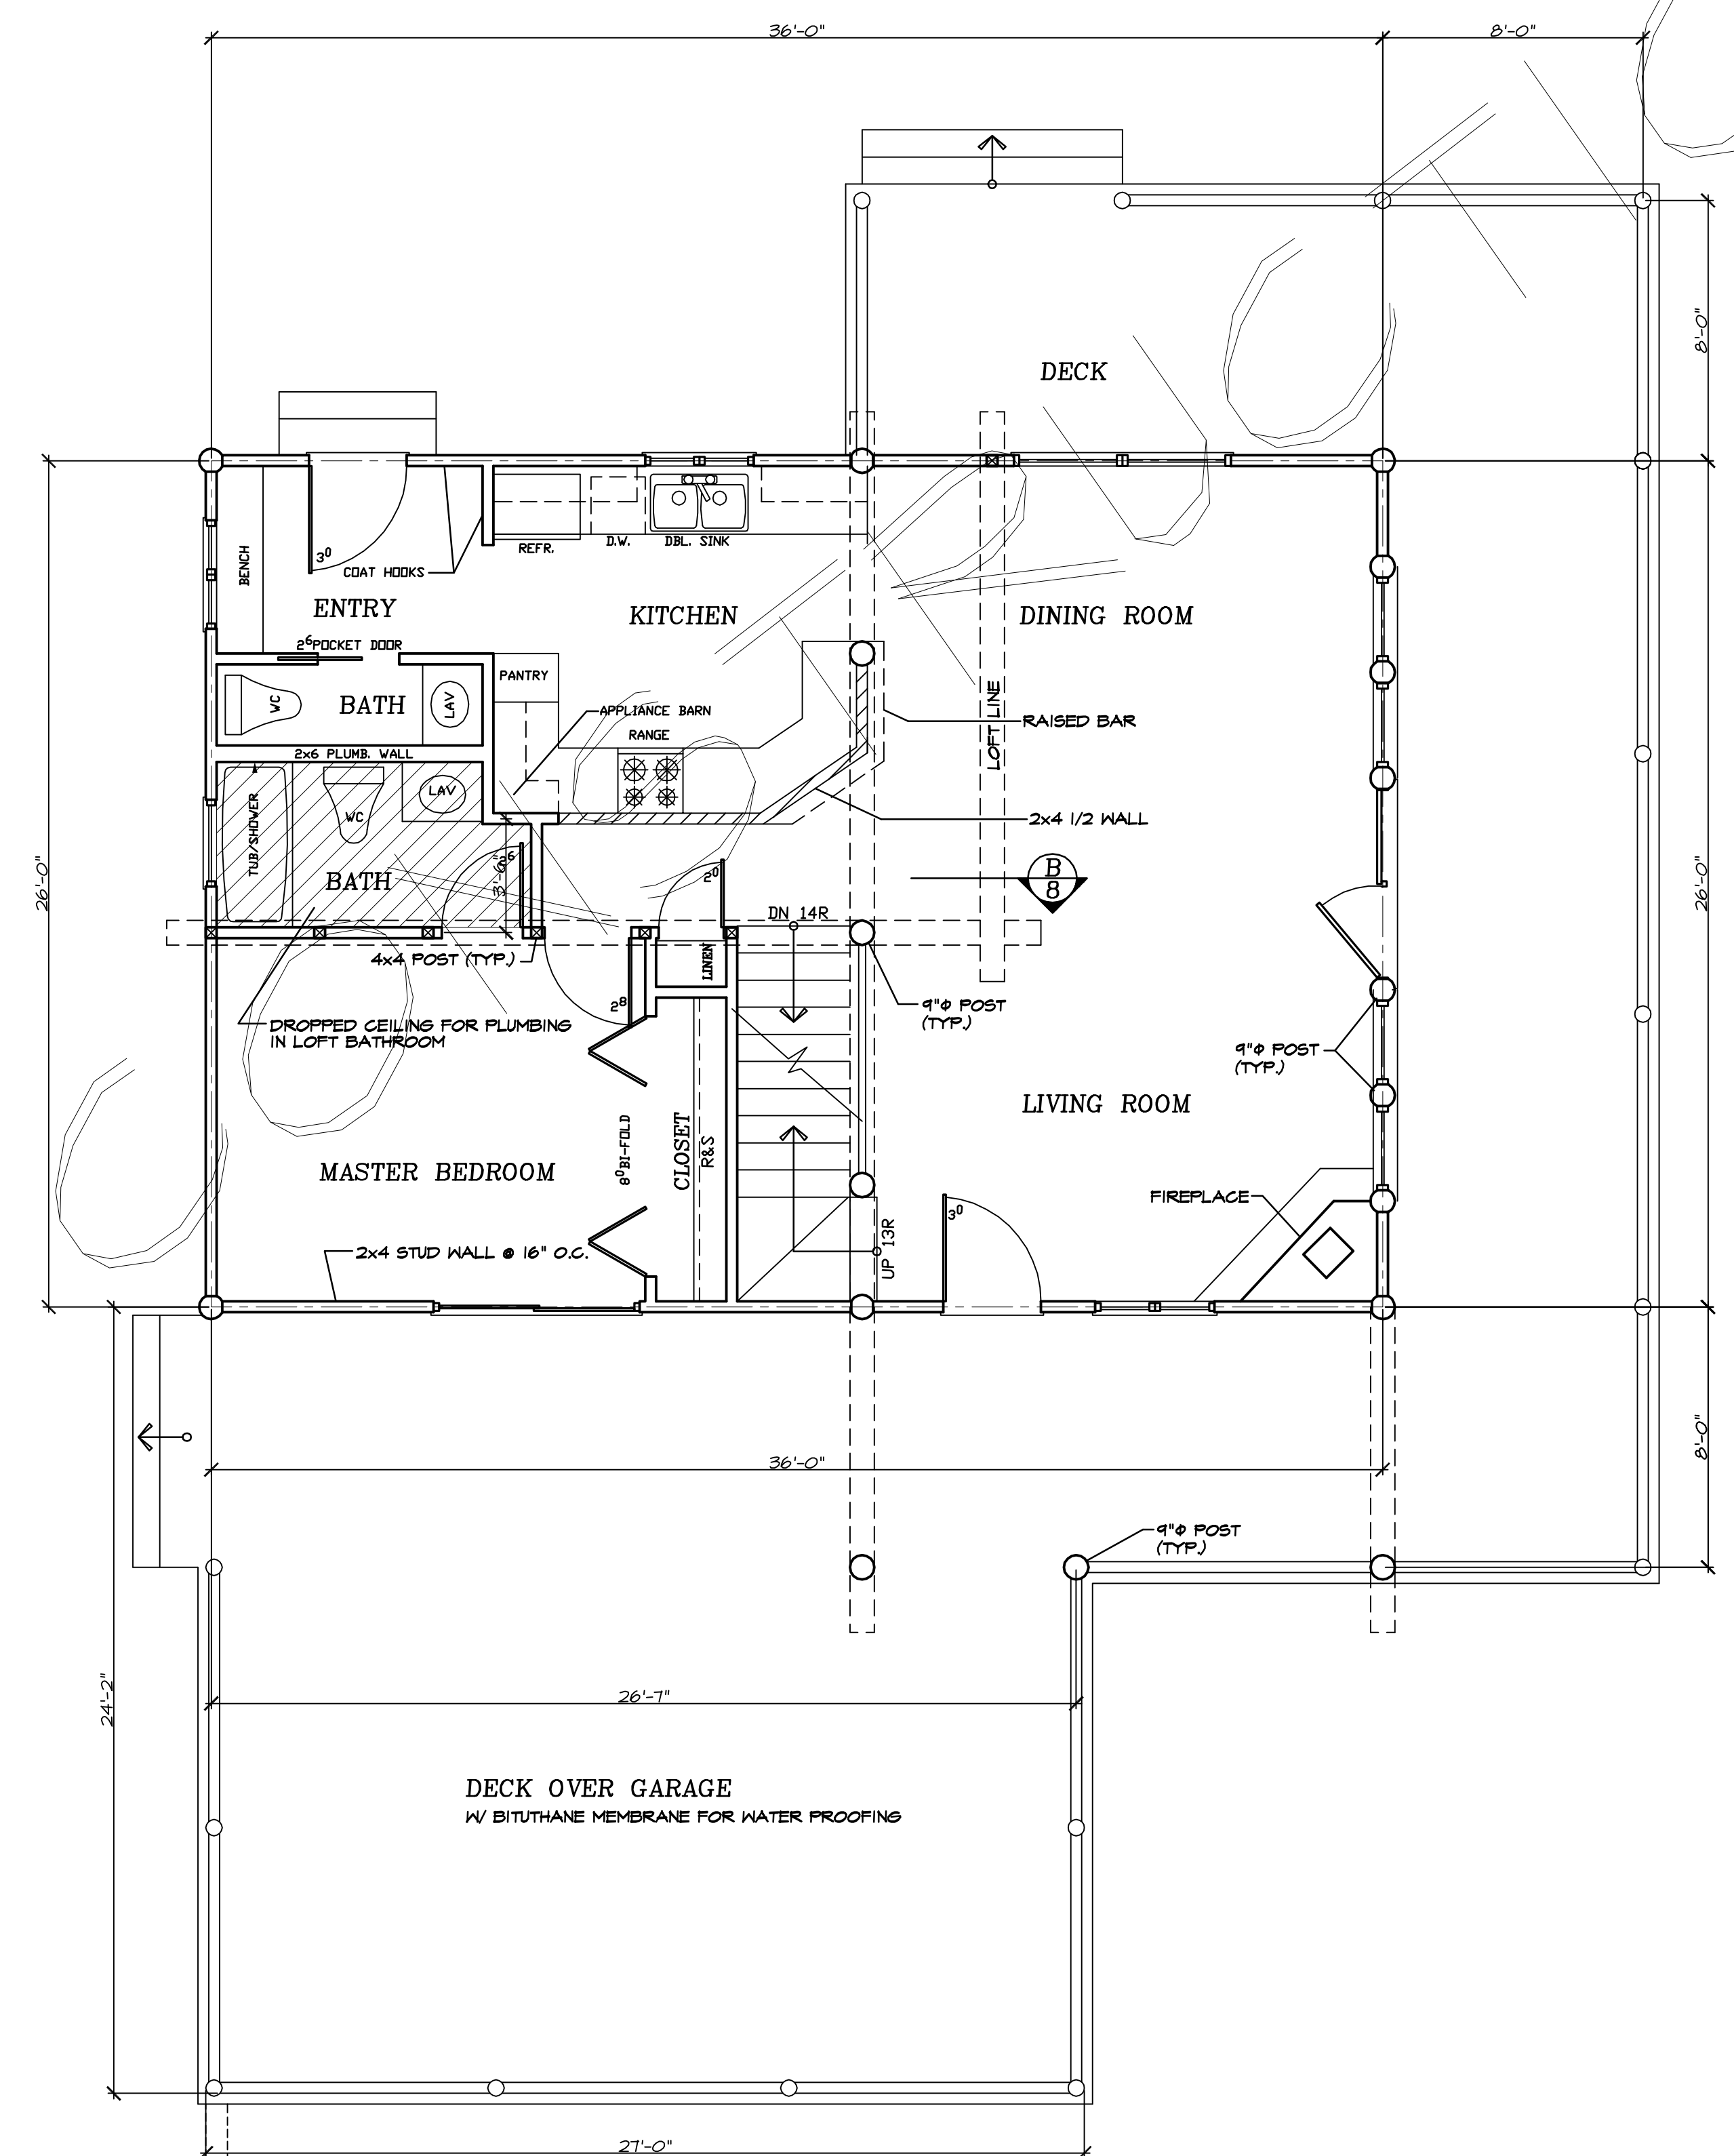 36'-0"
8'-0"
8'-0"
DECK
BENCH
3⁰
COAT HOOKS
REFR.
D.W.
DBL. SINK
ENTRY
KITCHEN
DINING ROOM
2⁶ POCKET DOOR
PANTRY
WC
BATH
LAV
APPLIANCE BARN
RANGE
LOFT LINE
RAISED BAR
2x6 PLUMB. WALL
TUB/SHOWER
WC
LAV
2x4 1/2 WALL
26'-0"
BATH
2⁶
3'-6"
2⁰
B
8
26'-0"
DN 14R
4x4 POST (TYP.)
LINEN
2⁸
9"Φ POST
(TYP.)
DROPPED CEILING FOR PLUMBING
IN LOFT BATHROOM
9"Φ POST
(TYP.)
LIVING ROOM
8⁰ BI-FOLD
CLOSET
R&S
MASTER BEDROOM
FIREPLACE
3⁰
UP 13R
2x4 STUD WALL @ 16" O.C.
36'-0"
8'-0"
9"Φ POST
(TYP.)
24'-2"
26'-7"
DECK OVER GARAGE
W/ BITUTHANE MEMBRANE FOR WATER PROOFING
27'-0"